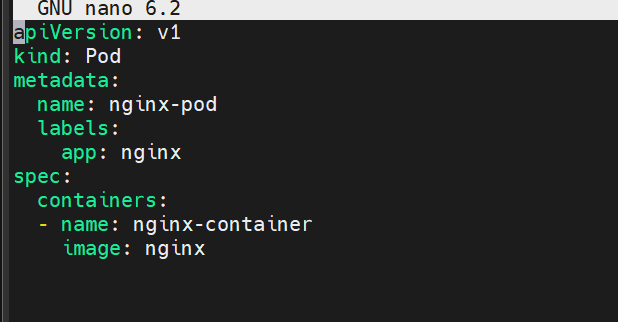 GNU nano 6.2
apiVersion: v1
kind: Pod
metadata:
  name: nginx-pod
  labels:
    app: nginx
spec:
  containers:
  - name: nginx-container
    image: nginx